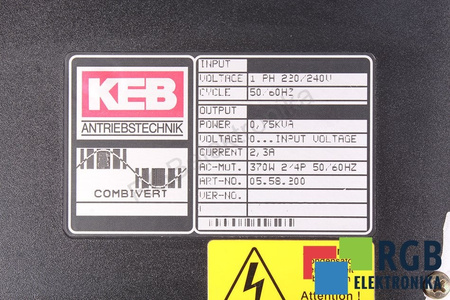 KEB
ANTRIEBSTECHNIK
COMBIVERT
INPUT
VOLTAGE 1 PH 220/240V
CYCLE 50/60HZ
OUTPUT
POWER 0,75KVA
VOLTAGE 0...INPUT VOLTAGE
CURRENT 2,3A
AC-MOT. 370W 2/4P 50/60HZ
ART-NO. 05.58.200
VER-NO.
Attention !
RGB
ELEKTRONIKA